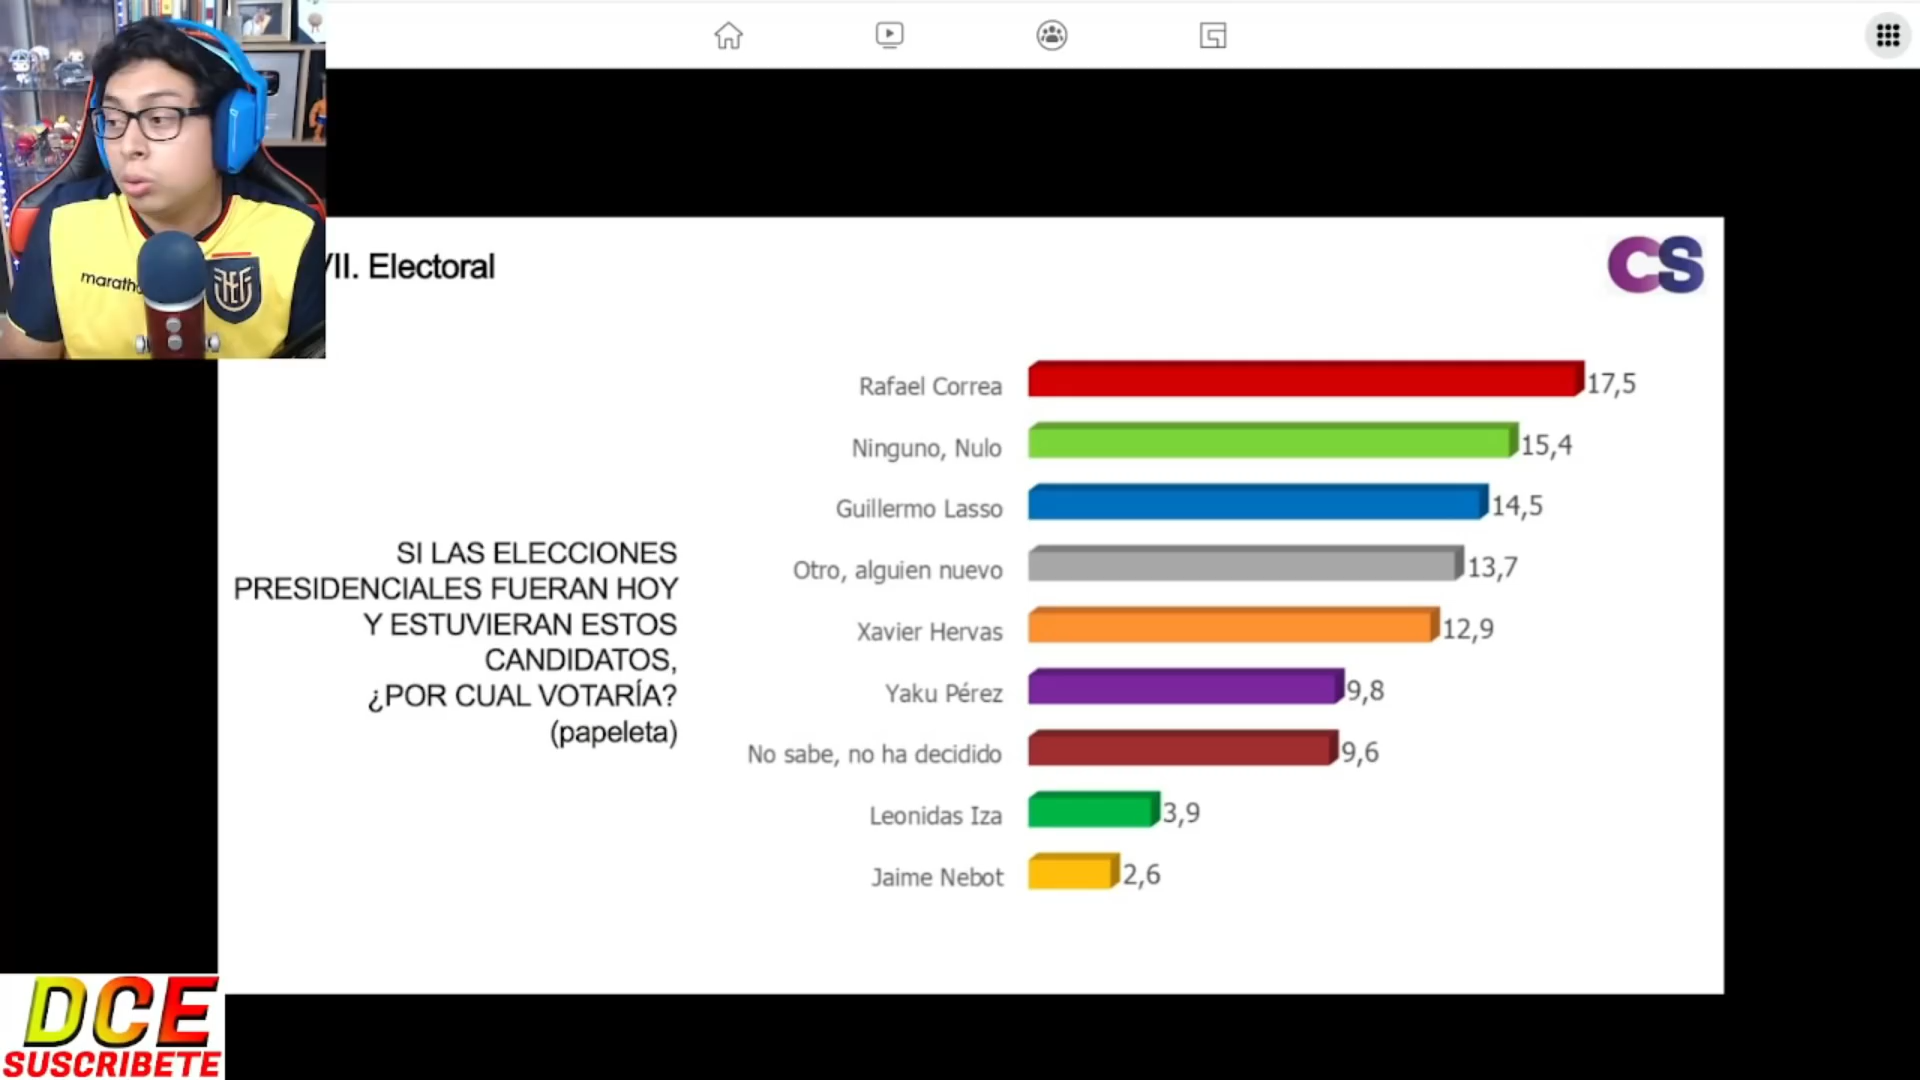 marath
VII. Electoral
CS
SI LAS ELECCIONES
PRESIDENCIALES FUERAN HOY
Y ESTUVIERAN ESTOS
CANDIDATOS,
¿POR CUAL VOTARÍA?
(papeleta)
Rafael Correa 17,5
Ninguno, Nulo 15,4
Guillermo Lasso 14,5
Otro, alguien nuevo 13,7
Xavier Hervas 12,9
Yaku Pérez 9,8
No sabe, no ha decidido 9,6
Leonidas Iza 3,9
Jaime Nebot 2,6
DCE
SUSCRIBETE